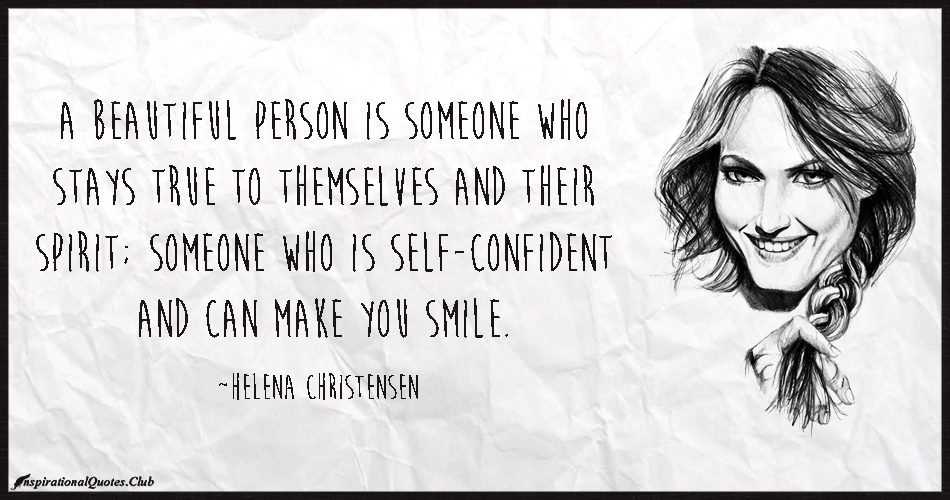 A BEAUTIFUL PERSON IS SOMEONE WHO
STAYS TRUE TO THEMSELVES AND THEIR
SPIRIT; SOMEONE WHO IS SELF-CONFIDENT
AND CAN MAKE YOU SMILE.
~HELENA CHRISTENSEN
InspirationalQuotes.Club